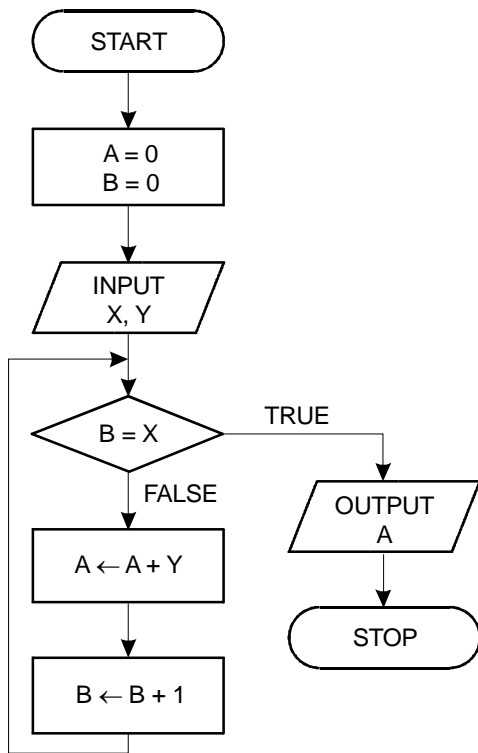 START
A = 0
B = 0
INPUT
X, Y
B = X
TRUE
FALSE
OUTPUT
A
A ← A + Y
STOP
B ← B + 1